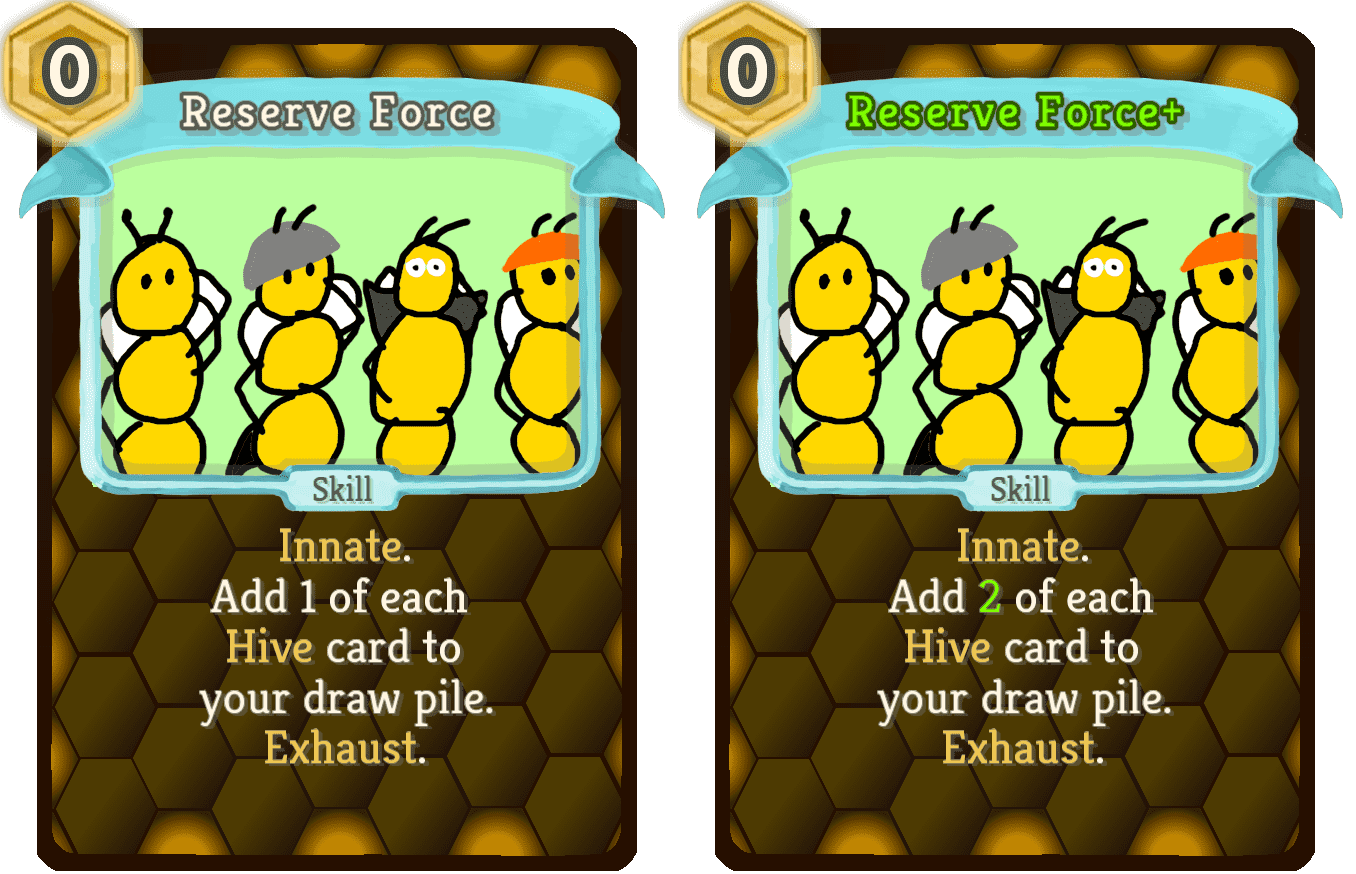 0
Reserve Force
Skill
Innate.
Add 1 of each
Hive card to
your draw pile.
Exhaust.
0
Reserve Force+
Skill
Innate.
Add 2 of each
Hive card to
your draw pile.
Exhaust.